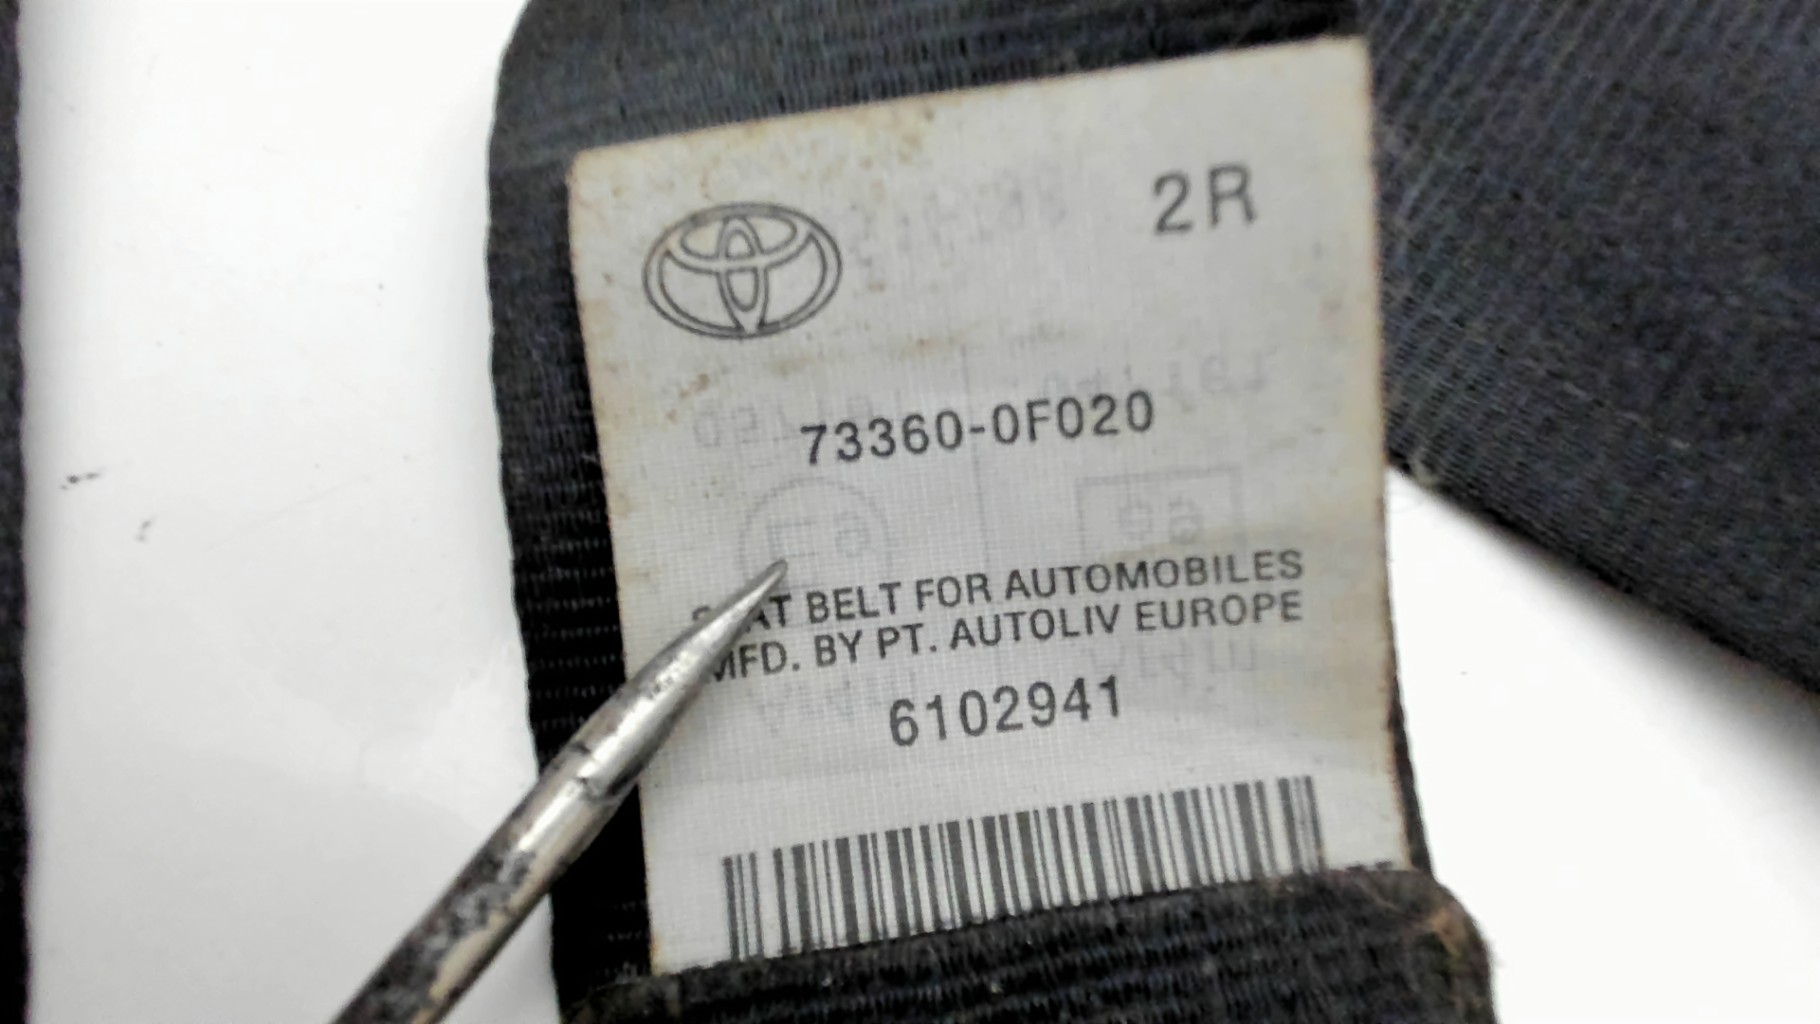 2R
73360-0F020
SEAT BELT FOR AUTOMOBILES
MFD. BY PT. AUTOLIV EUROPE
6102941